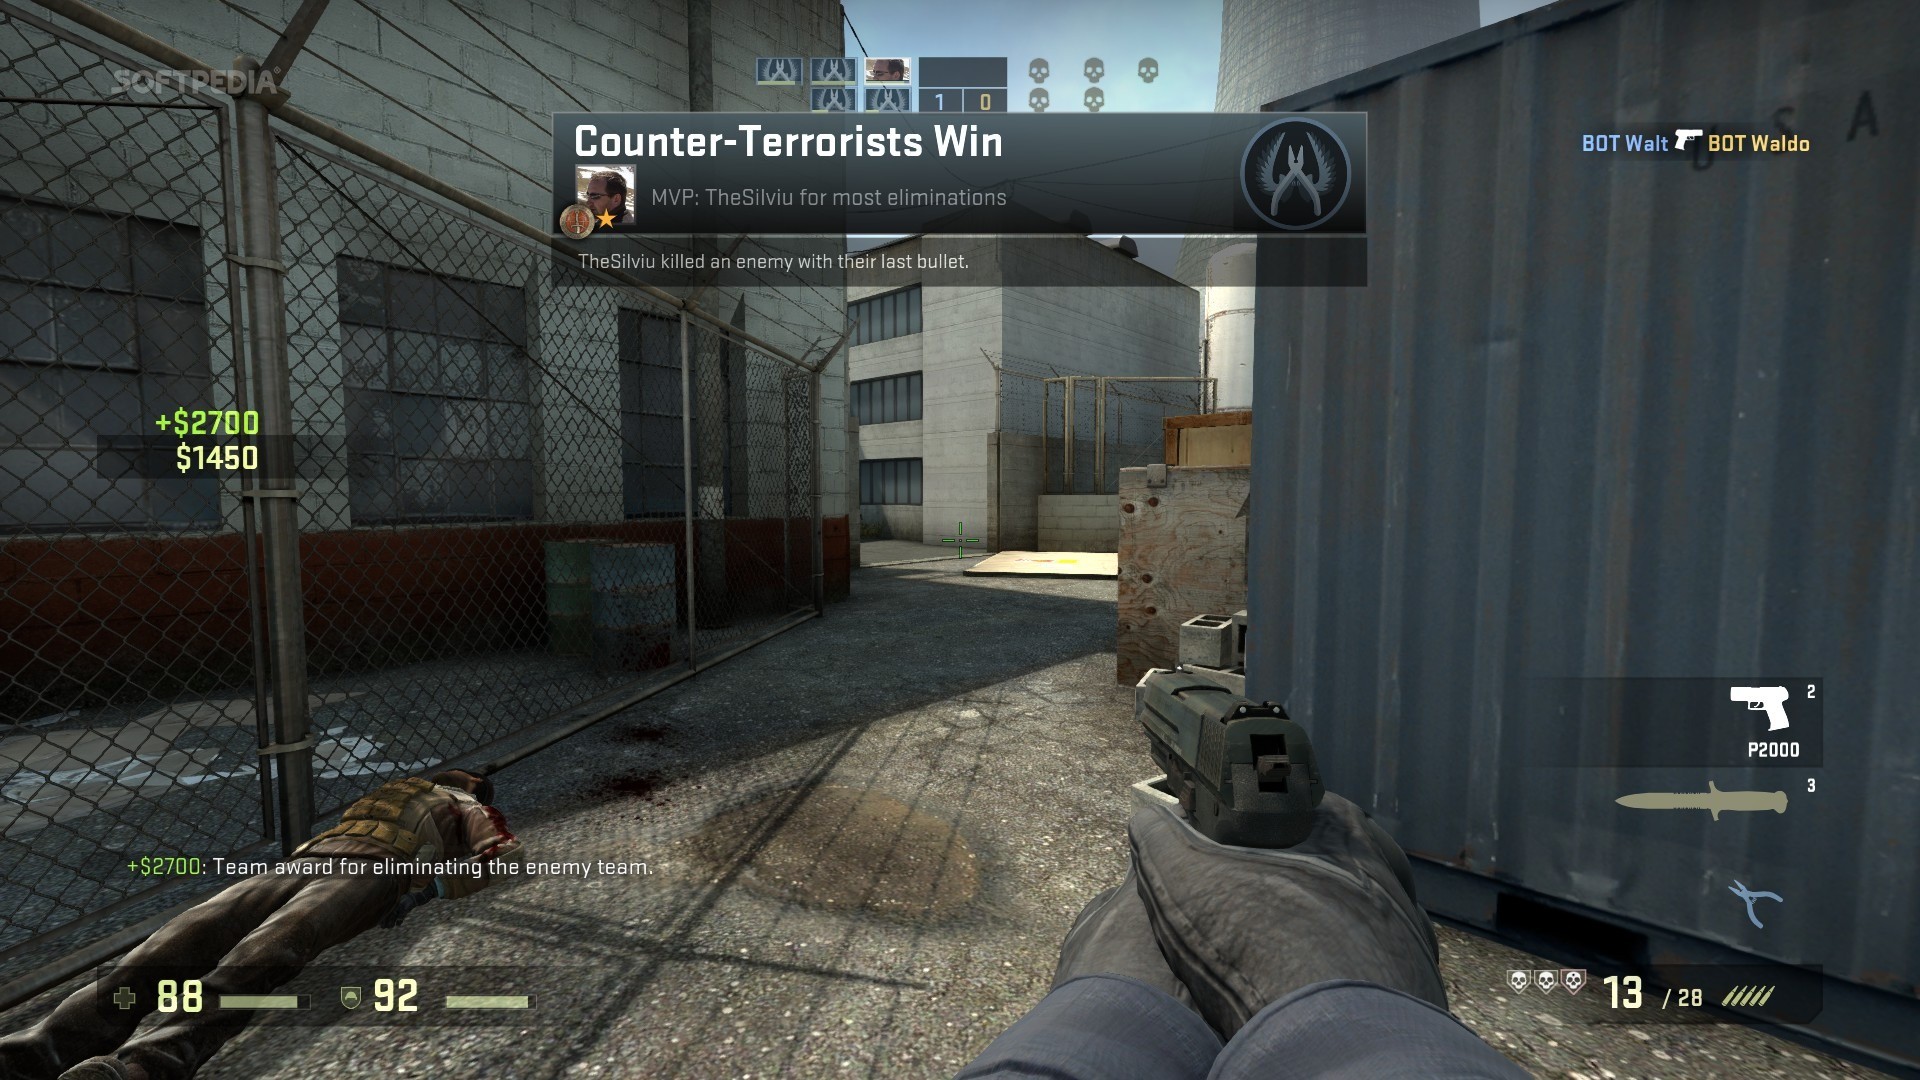 SOFTPEDIA®
1 0
Counter-Terrorists Win
MVP: TheSilviu for most eliminations
TheSilviu killed an enemy with their last bullet.
BOT Walt BOT Waldo
U S A
+$2700
$1450
2
P2000
3
+$2700: Team award for eliminating the enemy team.
88 92
13 / 28